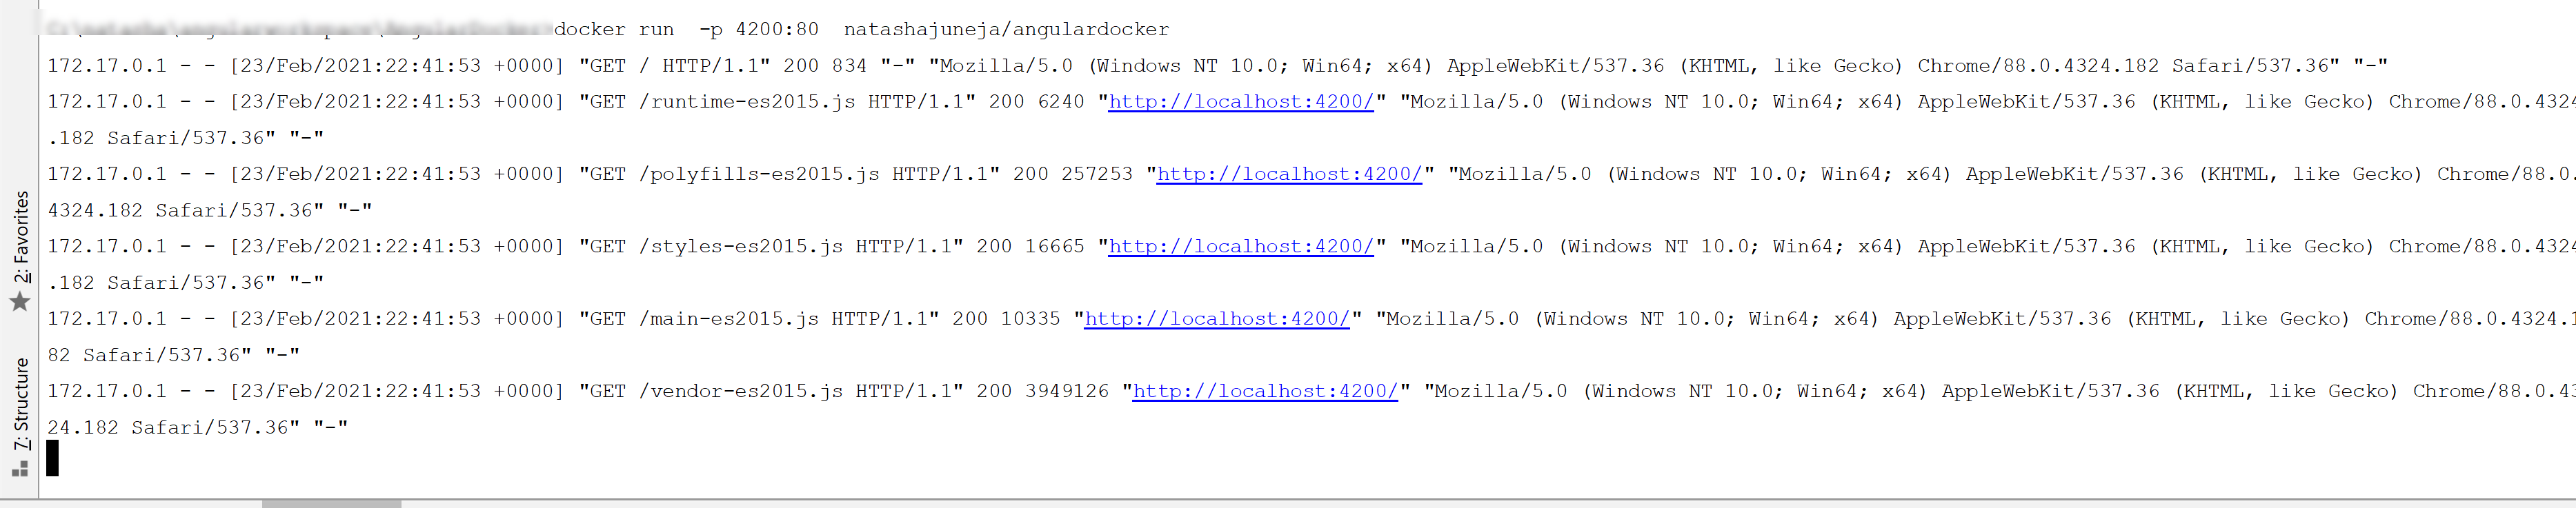 docker run  -p 4200:80  natashajuneja/angulardocker
172.17.0.1 - - [23/Feb/2021:22:41:53 +0000] "GET / HTTP/1.1" 200 834 "-" "Mozilla/5.0 (Windows NT 10.0; Win64; x64) AppleWebKit/537.36 (KHTML, like Gecko) Chrome/88.0.4324.182 Safari/537.36" "-"
172.17.0.1 - - [23/Feb/2021:22:41:53 +0000] "GET /runtime-es2015.js HTTP/1.1" 200 6240 "http://localhost:4200/" "Mozilla/5.0 (Windows NT 10.0; Win64; x64) AppleWebKit/537.36 (KHTML, like Gecko) Chrome/88.0.4324
.182 Safari/537.36" "-"
172.17.0.1 - - [23/Feb/2021:22:41:53 +0000] "GET /polyfills-es2015.js HTTP/1.1" 200 257253 "http://localhost:4200/" "Mozilla/5.0 (Windows NT 10.0; Win64; x64) AppleWebKit/537.36 (KHTML, like Gecko) Chrome/88.0.
4324.182 Safari/537.36" "-"
172.17.0.1 - - [23/Feb/2021:22:41:53 +0000] "GET /styles-es2015.js HTTP/1.1" 200 16665 "http://localhost:4200/" "Mozilla/5.0 (Windows NT 10.0; Win64; x64) AppleWebKit/537.36 (KHTML, like Gecko) Chrome/88.0.4324
.182 Safari/537.36" "-"
172.17.0.1 - - [23/Feb/2021:22:41:53 +0000] "GET /main-es2015.js HTTP/1.1" 200 10335 "http://localhost:4200/" "Mozilla/5.0 (Windows NT 10.0; Win64; x64) AppleWebKit/537.36 (KHTML, like Gecko) Chrome/88.0.4324.1
82 Safari/537.36" "-"
172.17.0.1 - - [23/Feb/2021:22:41:53 +0000] "GET /vendor-es2015.js HTTP/1.1" 200 3949126 "http://localhost:4200/" "Mozilla/5.0 (Windows NT 10.0; Win64; x64) AppleWebKit/537.36 (KHTML, like Gecko) Chrome/88.0.43
24.182 Safari/537.36" "-"
2: Favorites
7: Structure